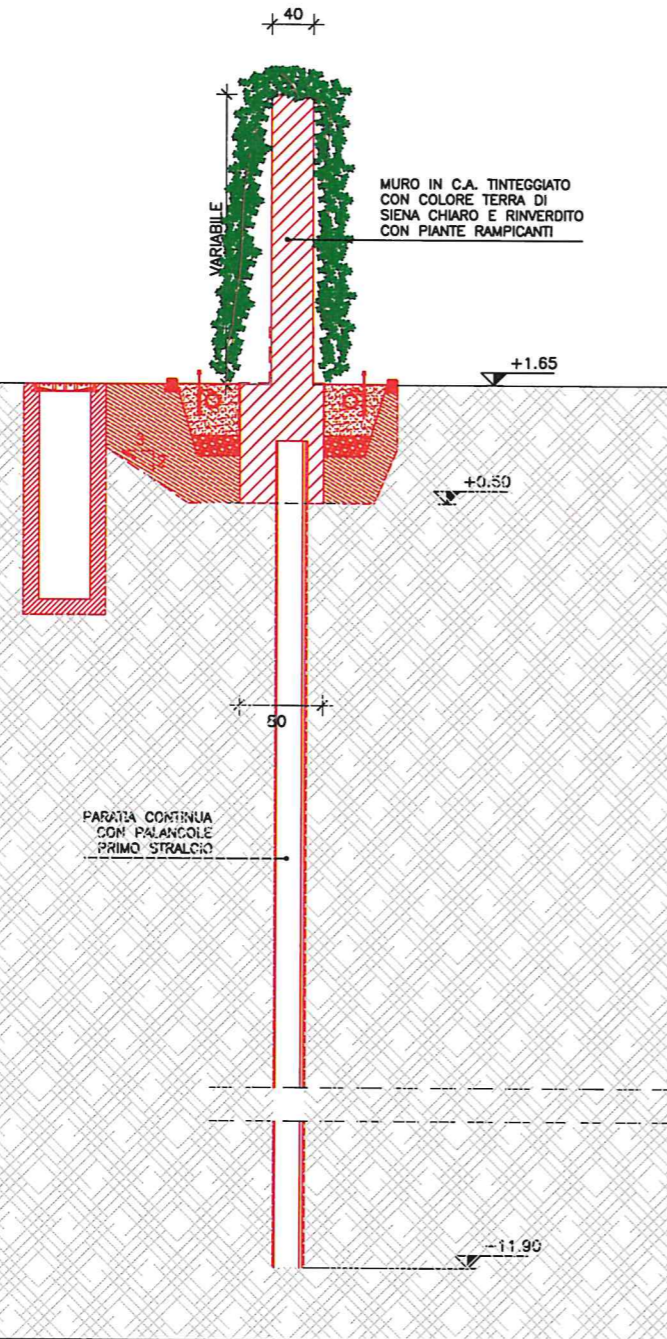 40
VARIABILE
MURO IN C.A. TINTEGGIATO
CON COLORE TERRA DI
SIENA CHIARO E RINVERDITO
CON PIANTE RAMPICANTI
+1.65
+0.50
PARATIA CONTINUA
CON PALANCOLE
PRIMO STRALCIO
-11.90